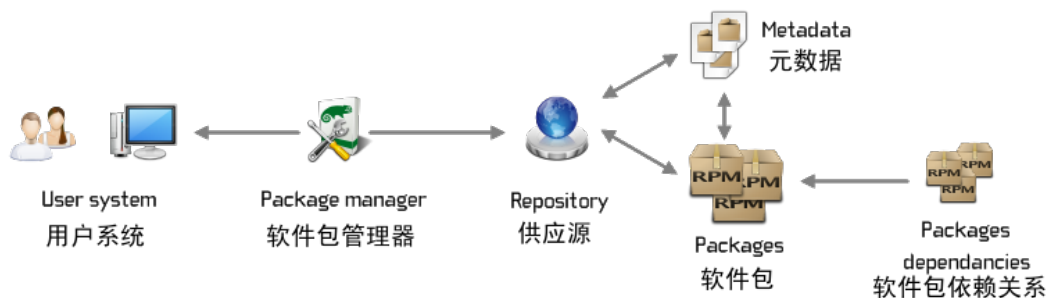 Metadata
元数据
User system
用户系统
Package manager
软件包管理器
Repository
供应源
RPM
RPM
RPM
Packages
软件包
RPM
RPM
RPM
Packages
dependancies
软件包依赖关系